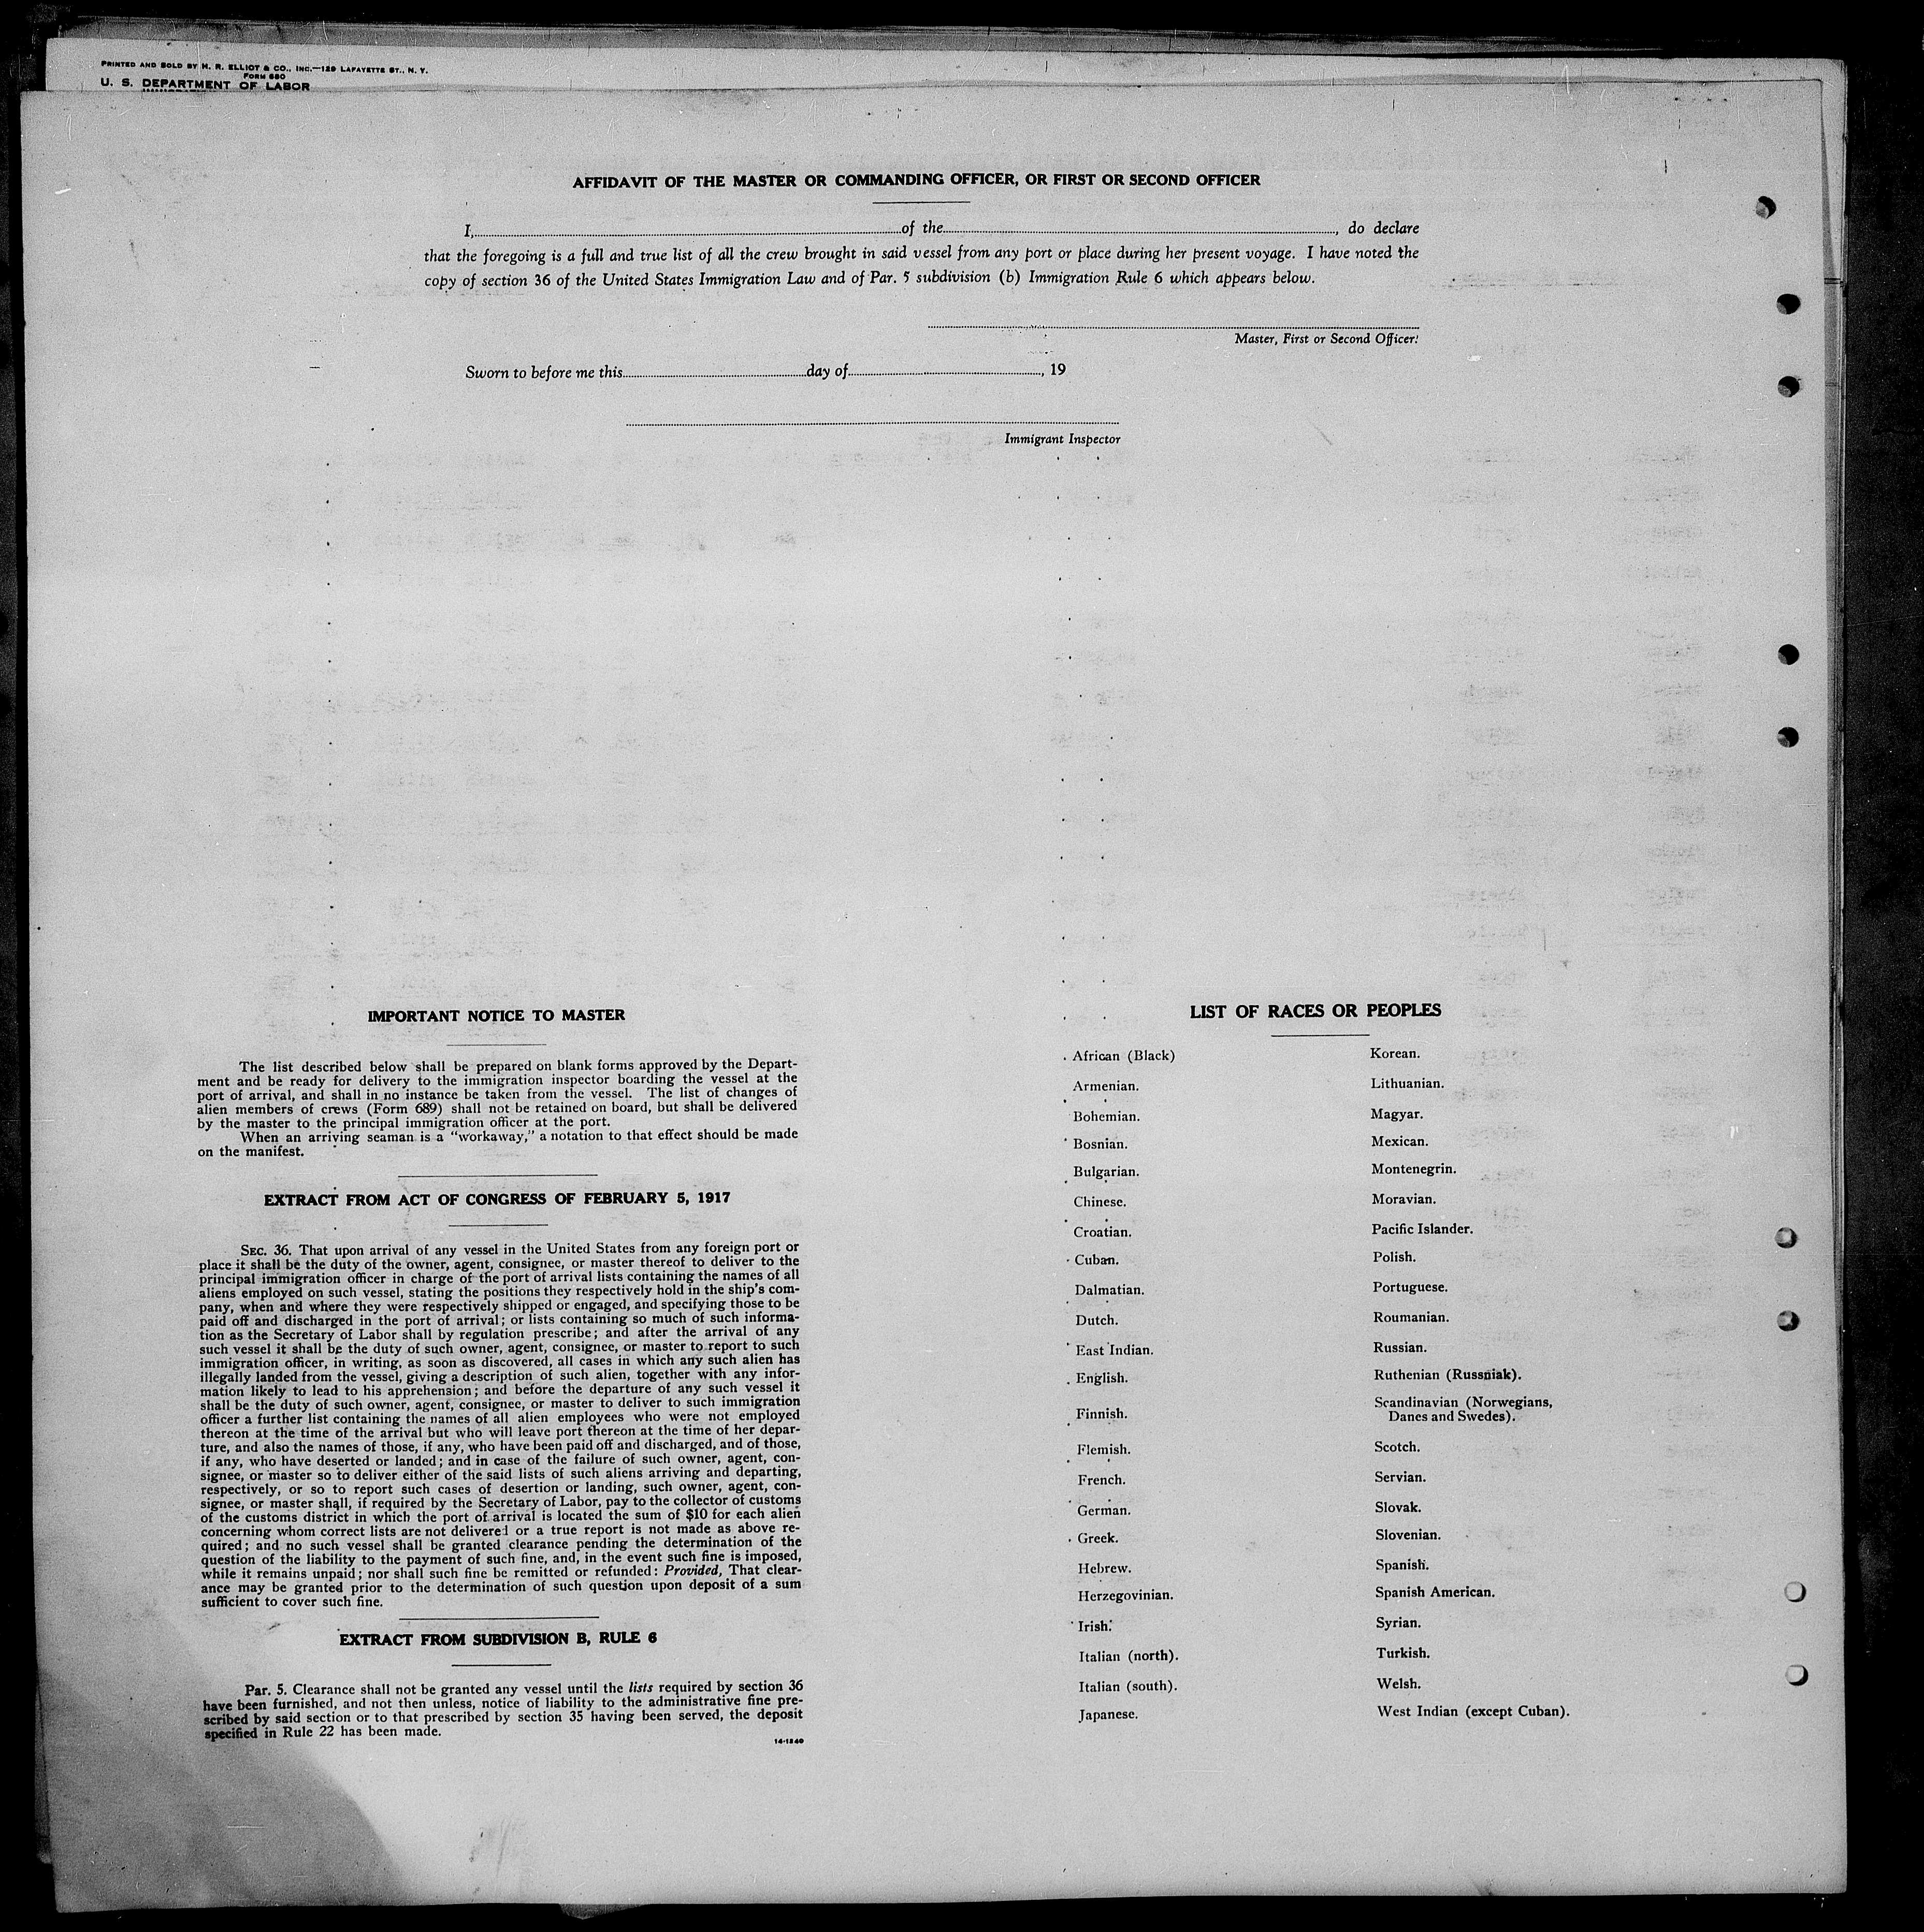 PRINTED AND SOLD BY H. R. ELLIOT & CO., INC.—129 LAFAYETTE ST., N. Y.
FORM 680
U. S. DEPARTMENT OF LABOR
AFFIDAVIT OF THE MASTER OR COMMANDING OFFICER, OR FIRST OR SECOND OFFICER
I, of the , do declare
that the foregoing is a full and true list of all the crew brought in said vessel from any port or place during her present voyage. I have noted the
copy of section 36 of the United States Immigration Law and of Par. 5 subdivision (b) Immigration Rule 6 which appears below.
Master, First or Second Officer.
Sworn to before me this day of , 19
Immigrant Inspector
IMPORTANT NOTICE TO MASTER
The list described below shall be prepared on blank forms approved by the Depart-
ment and be ready for delivery to the immigration inspector boarding the vessel at the
port of arrival, and shall in no instance be taken from the vessel. The list of changes of
alien members of crews (Form 689) shall not be retained on board, but shall be delivered
by the master to the principal immigration officer at the port.
When an arriving seaman is a "workaway," a notation to that effect should be made
on the manifest.
EXTRACT FROM ACT OF CONGRESS OF FEBRUARY 5, 1917
SEC. 36. That upon arrival of any vessel in the United States from any foreign port or
place it shall be the duty of the owner, agent, consignee, or master thereof to deliver to the
principal immigration officer in charge of the port of arrival lists containing the names of all
aliens employed on such vessel, stating the positions they respectively hold in the ship's com-
pany, when and where they were respectively shipped or engaged, and specifying those to be
paid off and discharged in the port of arrival; or lists containing so much of such informa-
tion as the Secretary of Labor shall by regulation prescribe; and after the arrival of any
such vessel it shall be the duty of such owner, agent, consignee, or master to report to such
immigration officer, in writing, as soon as discovered, all cases in which any such alien has
illegally landed from the vessel, giving a description of such alien, together with any infor-
mation likely to lead to his apprehension; and before the departure of any such vessel it
shall be the duty of such owner, agent, consignee, or master to deliver to such immigration
officer a further list containing the names of all alien employees who were not employed
thereon at the time of the arrival but who will leave port thereon at the time of her depar-
ture, and also the names of those, if any, who have been paid off and discharged, and of those,
if any, who have deserted or landed; and in case of the failure of such owner, agent, con-
signee, or master so to deliver either of the said lists of such aliens arriving and departing,
respectively, or so to report such cases of desertion or landing, such owner, agent, con-
signee, or master shall, if required by the Secretary of Labor, pay to the collector of customs
of the customs district in which the port of arrival is located the sum of $10 for each alien
concerning whom correct lists are not delivered or a true report is not made as above re-
quired; and no such vessel shall be granted clearance pending the determination of the
question of the liability to the payment of such fine, and, in the event such fine is imposed,
while it remains unpaid; nor shall such fine be remitted or refunded: Provided, That clear-
ance may be granted prior to the determination of such question upon deposit of a sum
sufficient to cover such fine.
EXTRACT FROM SUBDIVISION B, RULE 6
Par. 5. Clearance shall not be granted any vessel until the lists required by section 36
have been furnished, and not then unless, notice of liability to the administrative fine pre-
scribed by said section or to that prescribed by section 35 having been served, the deposit
specified in Rule 22 has been made.
14-1240
LIST OF RACES OR PEOPLES
African (Black)
Armenian.
Bohemian.
Bosnian.
Bulgarian.
Chinese.
Croatian.
Cuban.
Dalmatian.
Dutch.
East Indian.
English.
Finnish.
Flemish.
French.
German.
Greek.
Hebrew.
Herzegovinian.
Irish.
Italian (north).
Italian (south).
Japanese.
Korean.
Lithuanian.
Magyar.
Mexican.
Montenegrin.
Moravian.
Pacific Islander.
Polish.
Portuguese.
Roumanian.
Russian.
Ruthenian (Russniak).
Scandinavian (Norwegians,
Danes and Swedes).
Scotch.
Servian.
Slovak.
Slovenian.
Spanish.
Spanish American.
Syrian.
Turkish.
Welsh.
West Indian (except Cuban).